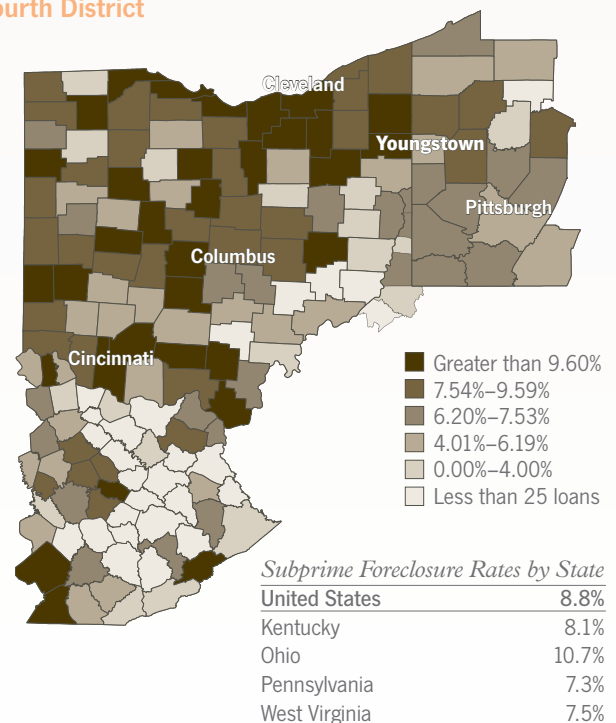 ourth District
Cleveland
Youngstown
Pittsburgh
Columbus
Cincinnati
Greater than 9.60%
7.54%–9.59%
6.20%–7.53%
4.01%–6.19%
0.00%–4.00%
Less than 25 loans
Subprime Foreclosure Rates by State
United States 8.8%
Kentucky 8.1%
Ohio 10.7%
Pennsylvania 7.3%
West Virginia 7.5%